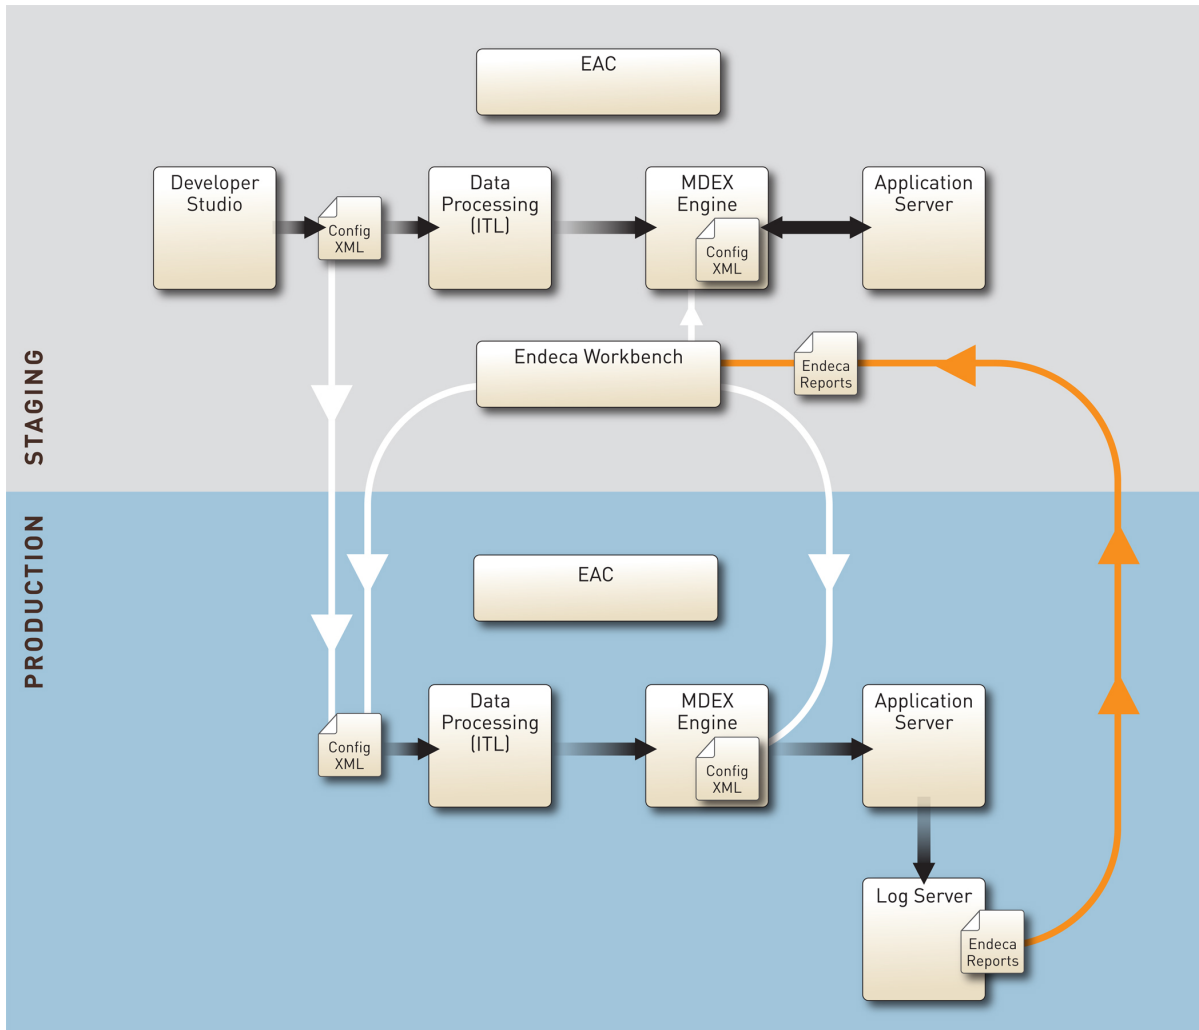 EAC
Developer
Studio
Config
XML
Data
Processing
(ITL)
MDEX
Engine
Config
XML
Application
Server
Endeca Workbench
Endeca
Reports
STAGING
PRODUCTION
EAC
Config
XML
Data
Processing
(ITL)
MDEX
Engine
Config
XML
Application
Server
Log Server
Endeca
Reports